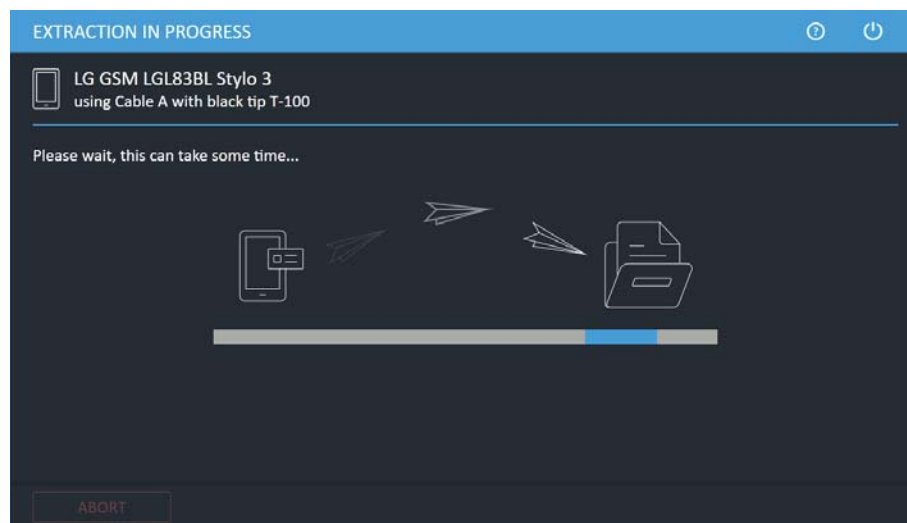 EXTRACTION IN PROGRESS
LG GSM LGL83BL Stylo 3
using Cable A with black tip T-100
Please wait, this can take some time...
ABORT